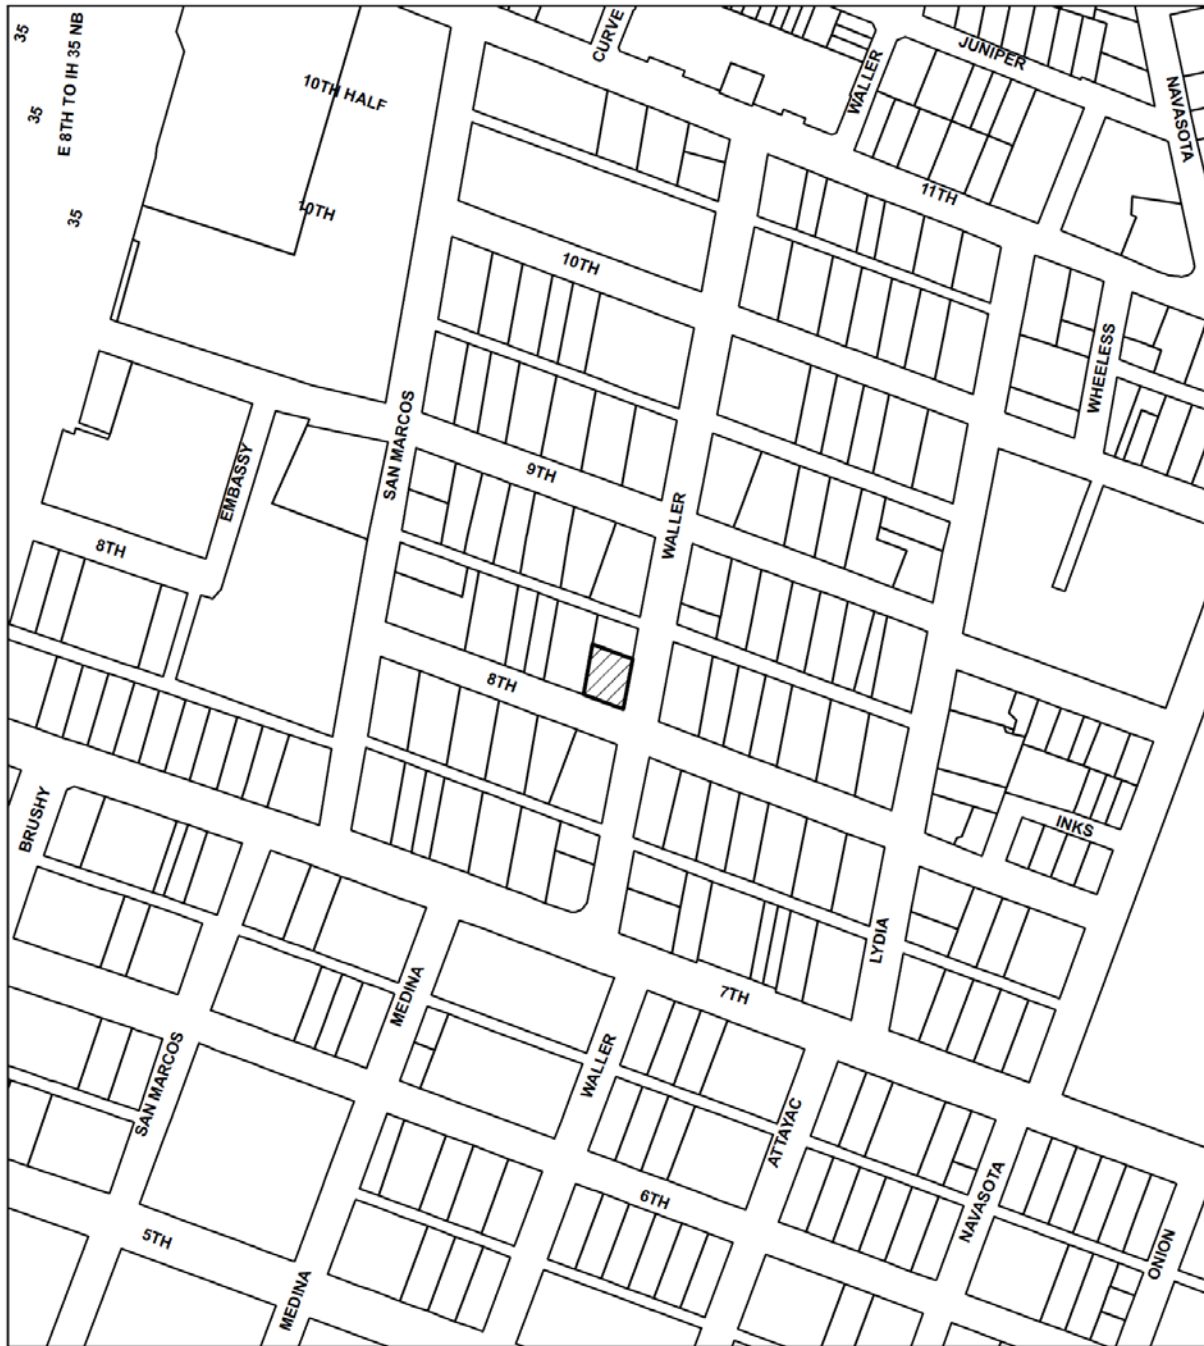 35
E 8TH TO IH 35 NB
CURVE
JUNIPER
WALLER
NAVASOTA
10TH HALF
35
11TH
10TH
35
10TH
WHEELESS
SAN MARCOS
9TH
EMBASSY
WALLER
8TH
8TH
BRUSHY
INKS
LYDIA
7TH
MEDINA
WALLER
SAN MARCOS
ATTAYAC
6TH
NAVASOTA
5TH
ONION
MEDINA